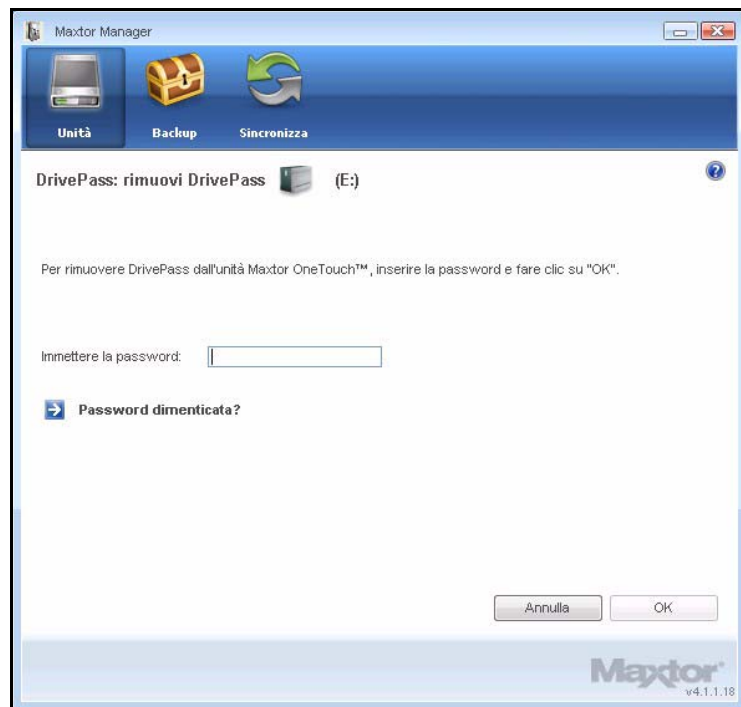 Maxtor Manager
Unità Backup Sincronizza
DrivePass: rimuovi DrivePass (E:)
Per rimuovere DrivePass dall'unità Maxtor OneTouch™, inserire la password e fare clic su "OK".
Immettere la password:
Password dimenticata?
Annulla OK
Maxtor
v4.1.1.18